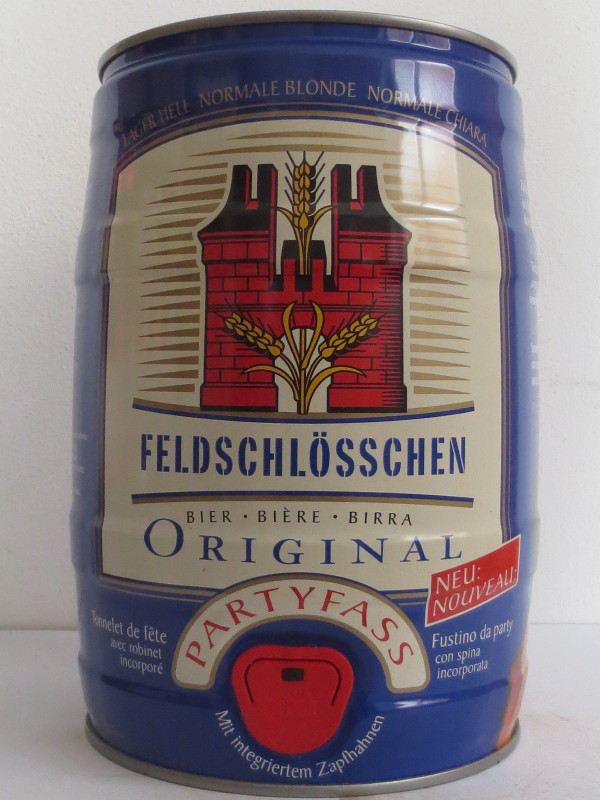 LAGER HELL NORMALE BLONDE NORMALE CHIARA
FELDSCHLÖSSCHEN
BIER · BIÈRE · BIRRA
ORIGINAL
NEU:
NOUVEAU:
PARTYFASS
Tonnelet de fête
avec robinet
incorporé
Fustino da party
con spina
incorporata
Mit integriertem Zapfhahnen